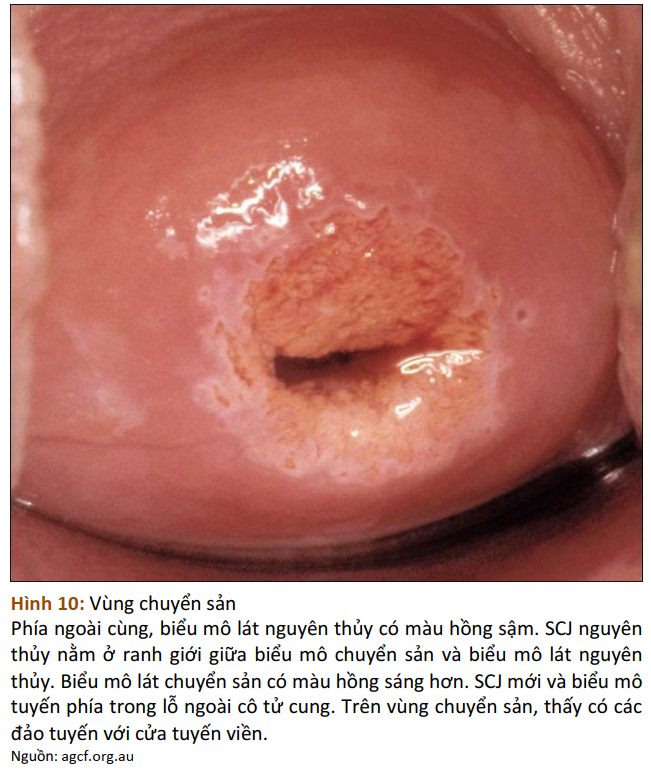 Hình 10: Vùng chuyển sản
Phía ngoài cùng, biểu mô lát nguyên thủy có màu hồng sậm. SCJ nguyên
thủy nằm ở ranh giới giữa biểu mô chuyển sản và biểu mô lát nguyên
thủy. Biểu mô lát chuyển sản có màu hồng sáng hơn. SCJ mới và biểu mô
tuyến phía trong lỗ ngoài cô tử cung. Trên vùng chuyển sản, thấy có các
đảo tuyến với cửa tuyến viền.
Nguồn: agcf.org.au